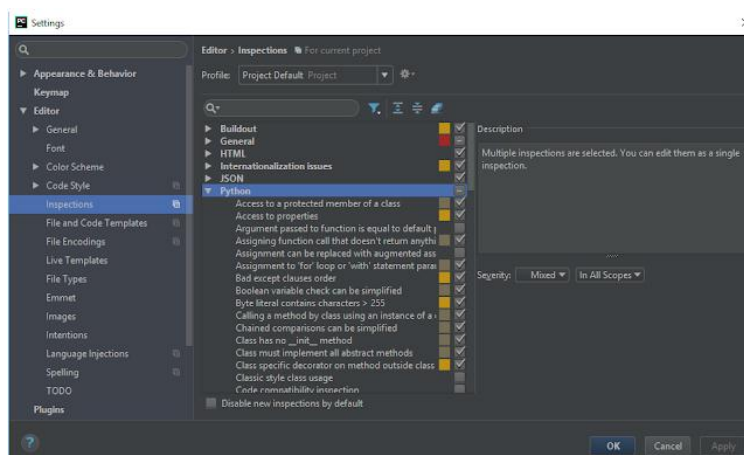 PC Settings
Editor › Inspections For current project
Appearance & Behavior
Keymap
Editor
General
Font
Color Scheme
Code Style
Inspections
File and Code Templates
File Encodings
Live Templates
File Types
Emmet
Images
Intentions
Language Injections
Spelling
TODO
Plugins
Profile: Project Default Project
Buildout
General
HTML
Internationalization issues
JSON
Python
Access to a protected member of a class
Access to properties
Argument passed to function is equal to default
Assigning function call that doesn't return anythi
Assignment can be replaced with augmented ass
Assignment to 'for' loop or 'with' statement para
Bad except clauses order
Boolean variable check can be simplified
Byte literal contains characters > 255
Calling a method by class using an instance of a
Chained comparisons can be simplified
Class has no __init__ method
Class must implement all abstract methods
Class specific decorator on method outside class
Classic style class usage
Code compatibility inspection
Disable new inspections by default
Description
Multiple inspections are selected. You can edit them as a single
inspection.
Severity: Mixed In All Scopes
?
OK Cancel Apply